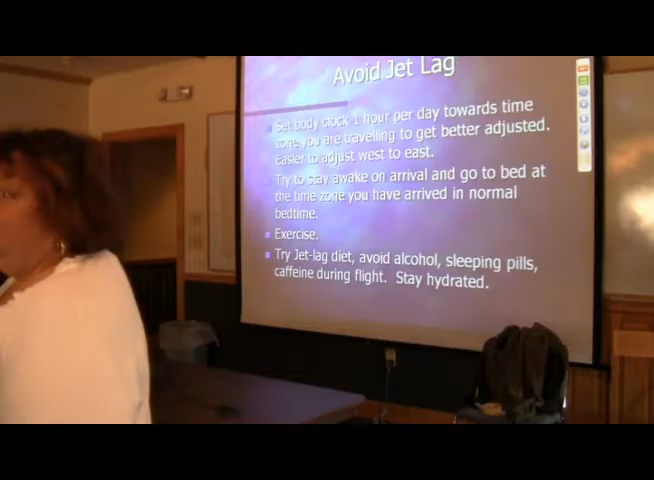 Avoid Jet Lag
Set body clock 1 hour per day towards time
zone you are travelling to get better adjusted.
Easier to adjust west to east.
Try to stay awake on arrival and go to bed at
the time zone you have arrived in normal
bedtime.
Exercise.
Try Jet-lag diet, avoid alcohol, sleeping pills,
caffeine during flight. Stay hydrated.